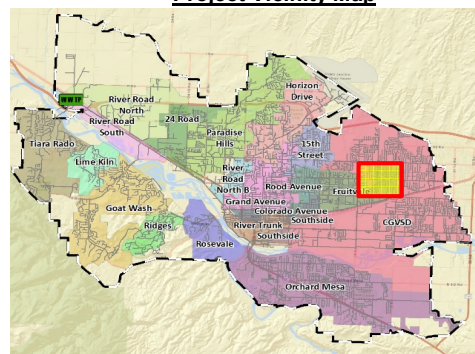 Project Vicinity Map
WWTP
River Road
North
River Road
South
24 Road
Paradise
Hills
Horizon
Drive
15th
Street
Tiara Rado
Lime Kiln
River
Road
North B
Rood Avenue
Fruitvale
Grand Avenue
Goat Wash
Colorado Avenue
Southside
CGVSD
Ridges
River Trunk
Southside
Rosevale
Orchard Mesa